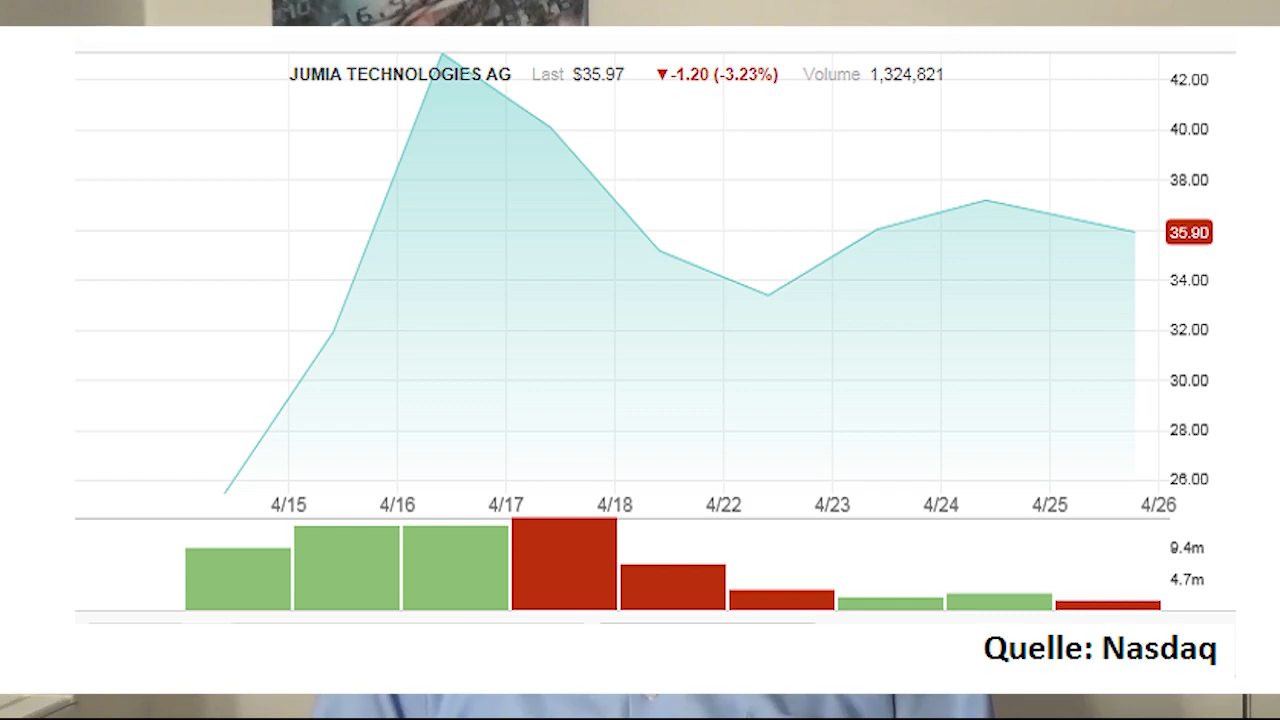 JUMIA TECHNOLOGIES AG Last $35.97 ▼-1.20 (-3.23%) Volume 1,324,821
42.00
40.00
38.00
35.90
34.00
32.00
30.00
28.00
26.00
4/15 4/16 4/17 4/18 4/22 4/23 4/24 4/25 4/26
9.4m
4.7m
Quelle: Nasdaq